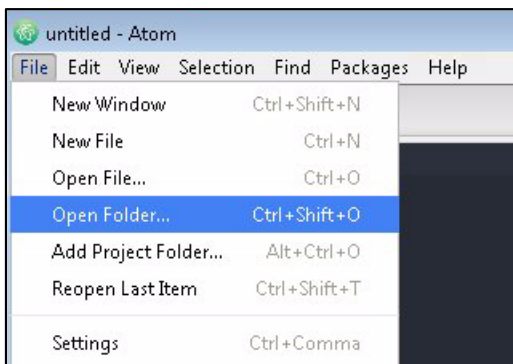 untitled - Atom
File Edit View Selection Find Packages Help
New Window Ctrl+Shift+N
New File Ctrl+N
Open File... Ctrl+O
Open Folder... Ctrl+Shift+O
Add Project Folder... Alt+Ctrl+O
Reopen Last Item Ctrl+Shift+T
Settings Ctrl+Comma